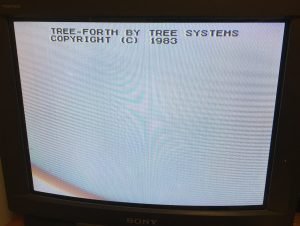 TREE-FORTH BY TREE SYSTEMS
COPYRIGHT (C) 1983
SONY